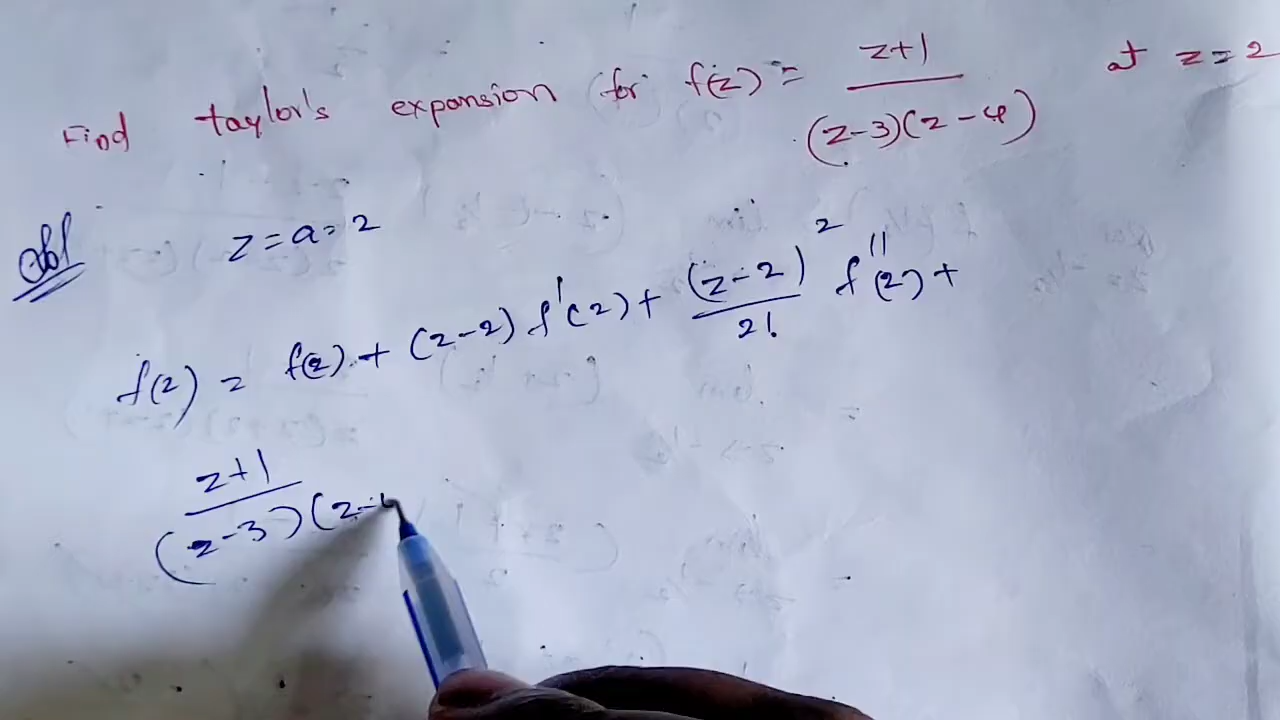 Find taylor's expansion for f(z) = z+1 / (z-3)(z-4) at z=2
Sol
z=a=2
f(z) = f(2) + (z-2) f'(2) + (z-2)^2 / 2! f''(2) +
z+1 / (z-3)(z-4